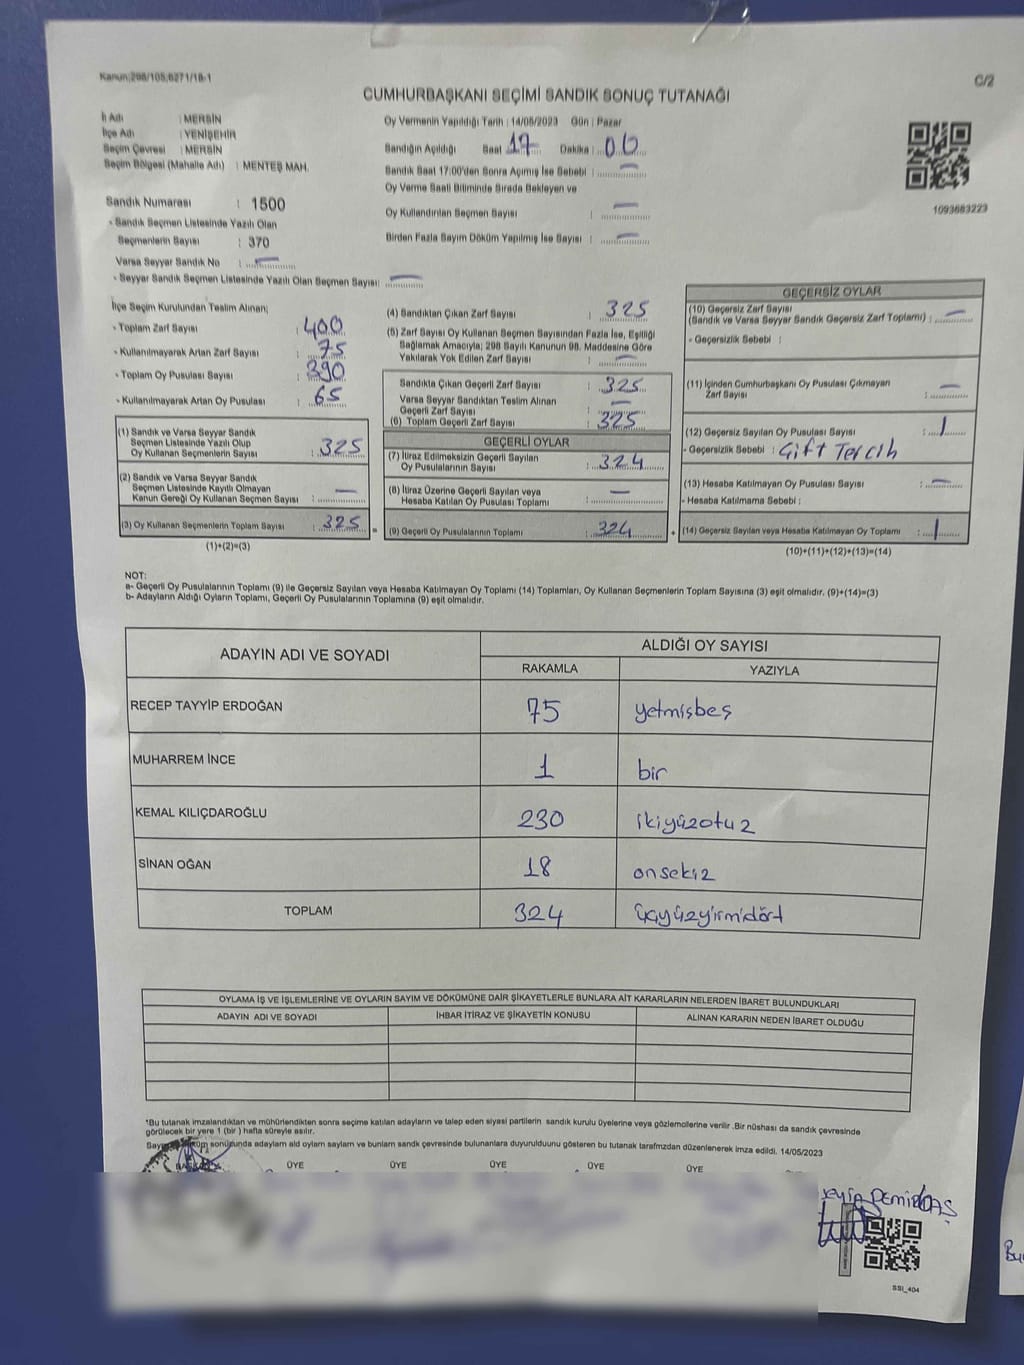 Kanun;298/105;6271/18-1
C/2
CUMHURBAŞKANI SEÇİMİ SANDIK SONUÇ TUTANAĞI
İl Adı : MERSİN
İlçe Adı : YENİŞEHİR
Seçim Çevresi : MERSİN
Seçim Bölgesi (Mahalle Adı) : MENTEŞ MAH.
Sandık Numarası : 1500
- Sandık Seçmen Listesinde Yazılı Olan
Seçmenlerin Sayısı : 370
Varsa Seyyar Sandık No : —
- Seyyar Sandık Seçmen Listesinde Yazılı Olan Seçmen Sayısı: —
Oy Vermenin Yapıldığı Tarih : 14/05/2023 Gün : Pazar
Sandığın Açıldığı Saat 17 Dakika : 06
Sandık Saat 17:00'den Sonra Açımış İse Sebebi : —
Oy Verme Saati Bitiminde Sırada Bekleyen ve
Oy Kullandırılan Seçmen Sayısı : —
Birden Fazla Sayım Döküm Yapılmış İse Sayısı : —
1093683223
İlçe Seçim Kurulundan Teslim Alınan;
- Toplam Zarf Sayısı : 400
- Kullanılmayarak Artan Zarf Sayısı : 75
- Toplam Oy Pusulası Sayısı : 390
- Kullanılmayarak Artan Oy Pusulası : 65
(1) Sandık ve Varsa Seyyar Sandık
Seçmen Listesinde Yazılı Olup
Oy Kullanan Seçmenlerin Sayısı : 325
(2) Sandık ve Varsa Seyyar Sandık
Seçmen Listesinde Kayıtlı Olmayan
Kanun Gereği Oy Kullanan Seçmen Sayısı : —
(3) Oy Kullanan Seçmenlerin Toplam Sayısı : 325 =
(1)+(2)=(3)
(4) Sandıktan Çıkan Zarf Sayısı : 325
(5) Zarf Sayısı Oy Kullanan Seçmen Sayısından Fazla İse, Eşitliği
Sağlamak Amacıyla; 298 Sayılı Kanunun 98. Maddesine Göre
Yakılarak Yok Edilen Zarf Sayısı : —
Sandıkta Çıkan Geçerli Zarf Sayısı : 325
Varsa Seyyar Sandıktan Teslim Alınan
Geçerli Zarf Sayısı : —
(6) Toplam Geçerli Zarf Sayısı : 325
GEÇERLİ OYLAR
(7) İtiraz Edilmeksizin Geçerli Sayılan
Oy Pusulalarının Sayısı : 324
(8) İtiraz Üzerine Geçerli Sayılan veya
Hesaba Katılan Oy Pusulası Toplamı : —
(9) Geçerli Oy Pusulalarının Toplamı : 324 +
GEÇERSİZ OYLAR
(10) Geçersiz Zarf Sayısı
(Sandık ve Varsa Seyyar Sandık Geçersiz Zarf Toplamı) : —
- Geçersizlik Sebebi :
(11) İçinden Cumhurbaşkanı Oy Pusulası Çıkmayan
Zarf Sayısı : —
(12) Geçersiz Sayılan Oy Pusulası Sayısı : 1
- Geçersizlik Sebebi : Çift Tercih
(13) Hesaba Katılmayan Oy Pusulası Sayısı : —
- Hesaba Katılmama Sebebi :
(14) Geçersiz Sayılan veya Hesaba Katılmayan Oy Toplamı : 1
(10)+(11)+(12)+(13)=(14)
NOT:
a- Geçerli Oy Pusulalarının Toplamı (9) ile Geçersiz Sayılan veya Hesaba Katılmayan Oy Toplamı (14) Toplamları, Oy Kullanan Seçmenlerin Toplam Sayısına (3) eşit olmalıdır. (9)+(14)=(3)
b- Adayların Aldığı Oyların Toplamı, Geçerli Oy Pusulalarının Toplamına (9) eşit olmalıdır.
ADAYIN ADI VE SOYADI
ALDIĞI OY SAYISI
RAKAMLA YAZIYLA
RECEP TAYYİP ERDOĞAN 75 yetmişbeş
MUHARREM İNCE 1 bir
KEMAL KILIÇDAROĞLU 230 ikiyüzotuz
SİNAN OĞAN 18 onsekiz
TOPLAM 324 üçyüzyirmidört
OYLAMA İŞ VE İŞLEMLERİNE VE OYLARIN SAYIM VE DÖKÜMÜNE DAİR ŞİKAYETLERLE BUNLARA AİT KARARLARIN NELERDEN İBARET BULUNDUKLARI
ADAYIN ADI VE SOYADI İHBAR İTİRAZ VE ŞİKAYETİN KONUSU ALINAN KARARIN NEDEN İBARET OLDUĞU
*Bu tutanak imzalandıktan ve mühürlendikten sonra seçime katılan adayların ve talep eden siyasi partilerin sandık kurulu üyelerine veya gözlemcilerine verilir .Bir nüshası da sandık çevresinde
görülecek bir yere 1 (bir ) hafta süreyle asılır.
sonucunda adayların ad oyların sayların ve bunların sandık çevresinde bulunanlara duyurulduğunu gösteren bu tutanak tarafımızdan düzenlenerek imza edildi. 14/05/2023
ÜYE ÜYE ÜYE ÜYE ÜYE
DEMİRBAŞ
SSI_404